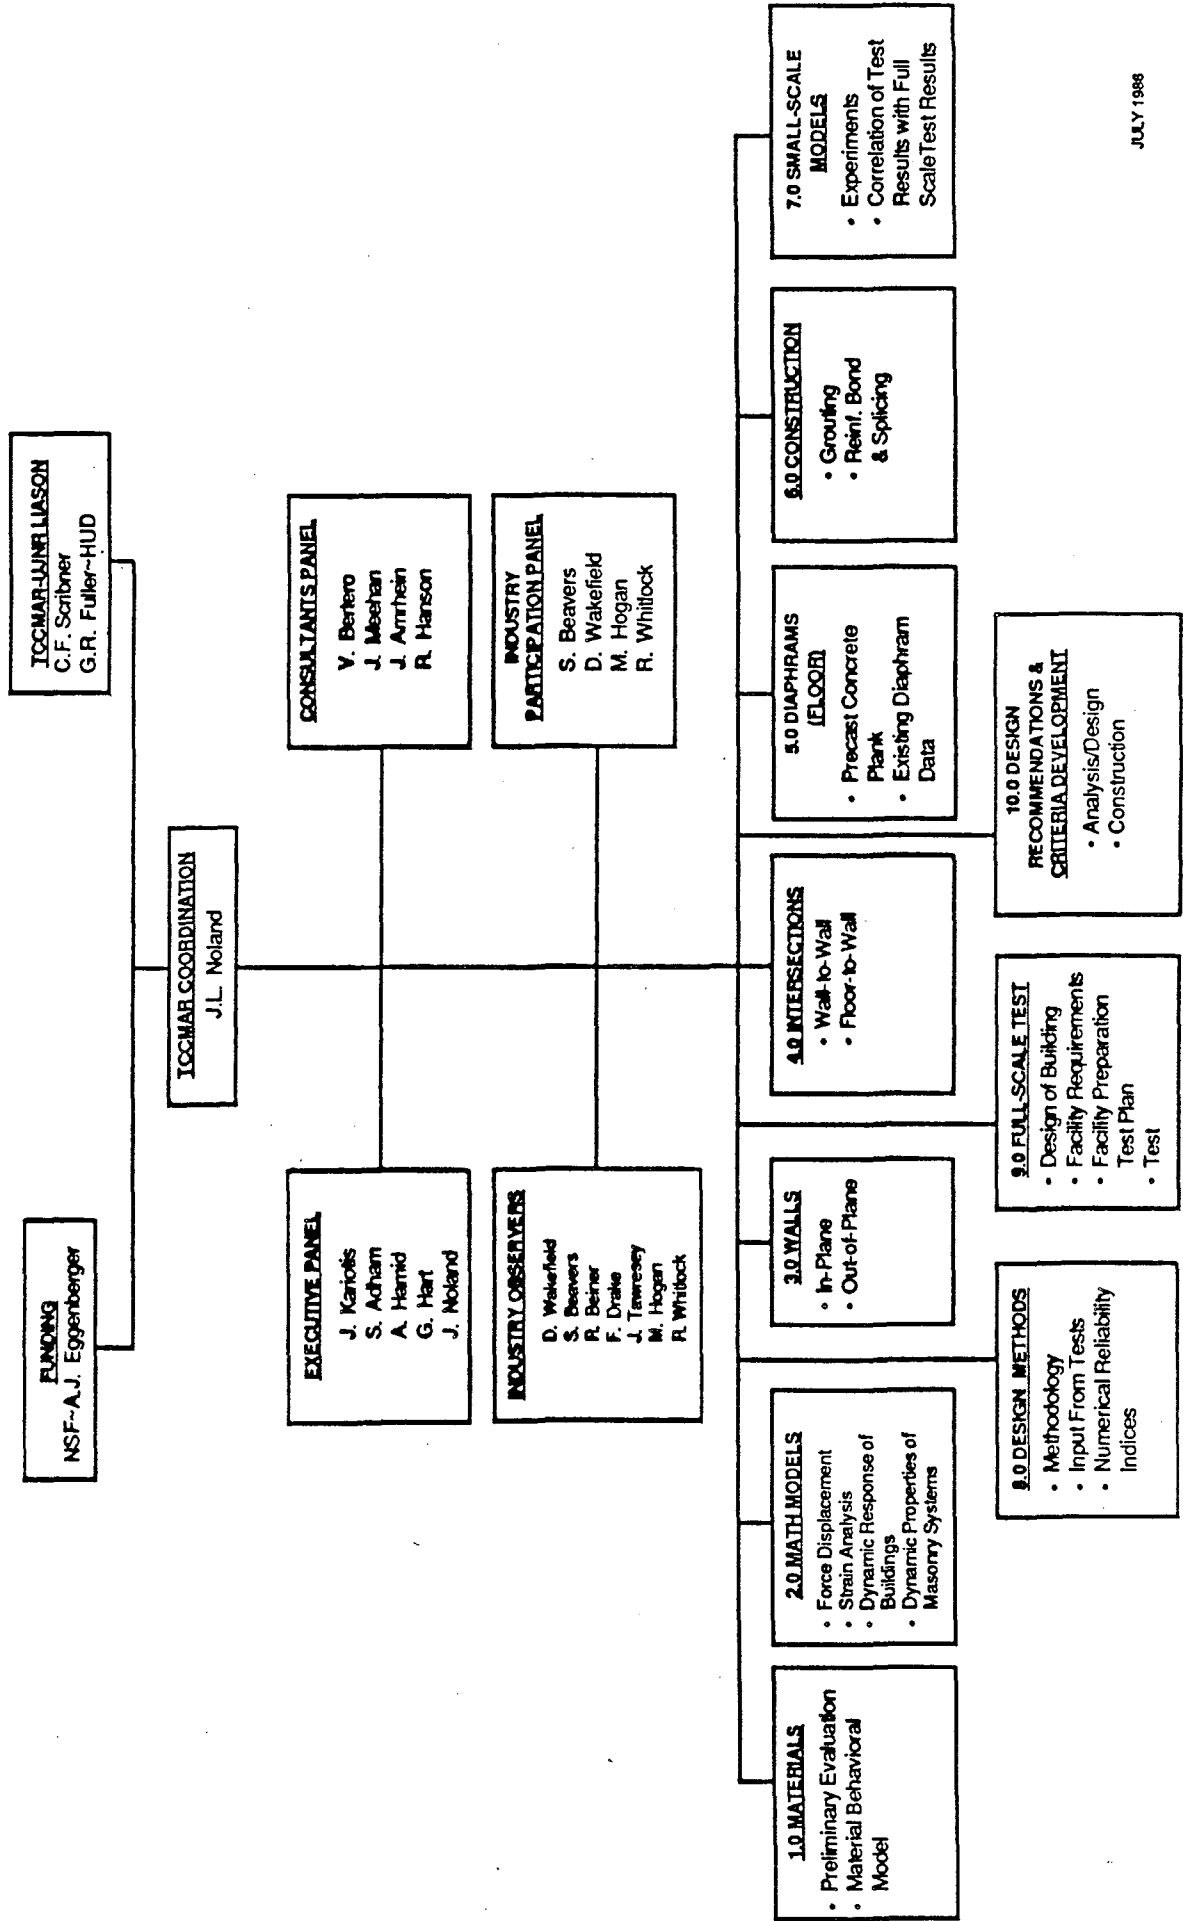 FUNDING
NSF~A.J. Eggenberger
TCCMAR-UJNR LIASON
C.F. Scribner
G.R. Fuller~HUD
TCCMAR COORDINATION
J.L. Noland
EXECUTIVE PANEL
J. Kariotis
S. Adham
A. Hamid
G. Hart
J. Noland
CONSULTANTS PANEL
V. Bertero
J. Meehan
J. Amrhein
R. Hanson
INDUSTRY OBSERVERS
D. Wakefield
S. Beavers
R. Beiner
F. Drake
J. Tawresey
M. Hogan
R. Whitlock
INDUSTRY
PARTICIPATION PANEL
S. Beavers
D. Wakefield
M. Hogan
R. Whitlock
1.0 MATERIALS
• Preliminary Evaluation
• Material Behavioral
Model
2.0 MATH MODELS
• Force Displacement
• Strain Analysis
• Dynamic Response of
Buildings
• Dynamic Properties of
Masonry Systems
3.0 WALLS
• In-Plane
• Out-of-Plane
4.0 INTERSECTIONS
• Wall-to-Wall
• Floor-to-Wall
5.0 DIAPHRAMS
(FLOOR)
• Precast Concrete
Plank
• Existing Diaphram
Data
6.0 CONSTRUCTION
• Grouting
• Reinf. Bond
& Splicing
7.0 SMALL-SCALE
MODELS
• Experiments
• Correlation of Test
Results with Full
Scale Test Results
8.0 DESIGN METHODS
• Methodology
• Input From Tests
• Numerical Reliability
Indices
9.0 FULL-SCALE TEST
• Design of Building
• Facility Requirements
• Facility Preparation
Test Plan
• Test
10.0 DESIGN
RECOMMENDATIONS &
CRITERIA DEVELOPMENT
• Analysis/Design
• Construction
JULY 1986